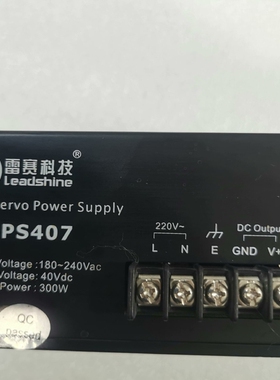 雷赛科技®
Leadshine
ervo Power Supply
PS407
220V~
DC Output
L N E GND V+
Voltage :180~240Vac
Voltage: 40Vdc
Power : 300W
QC
passed